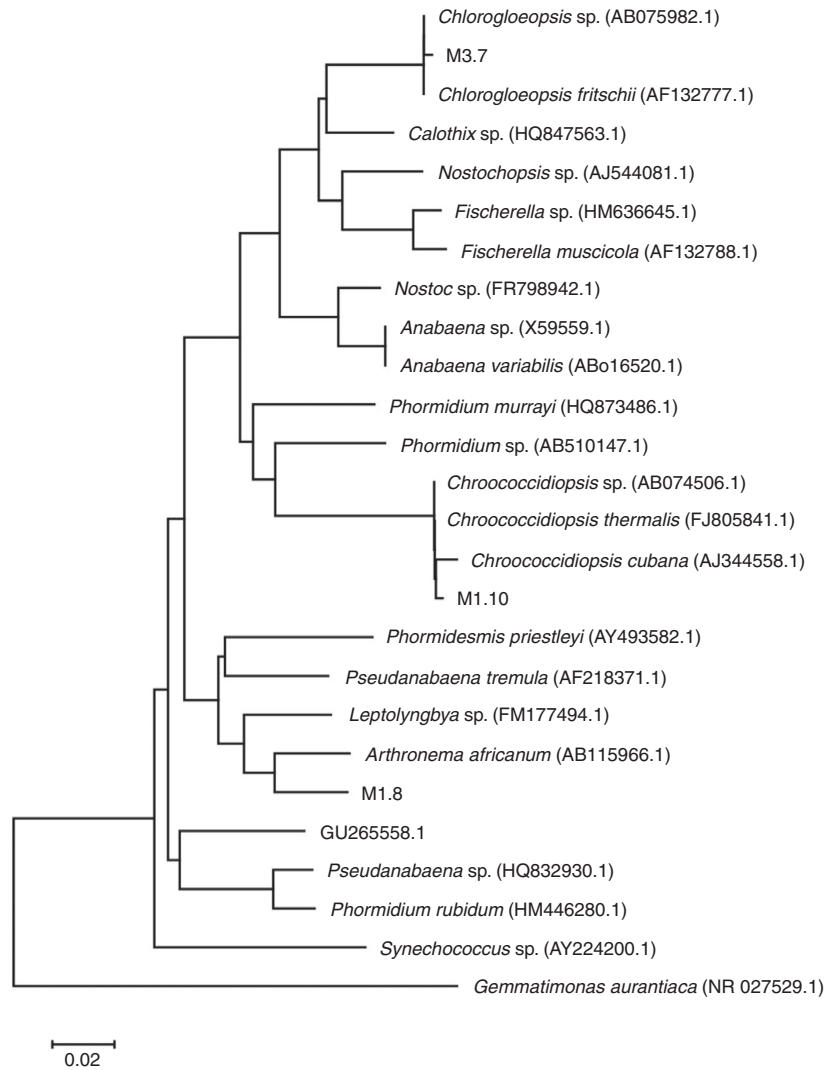 Chlorogloeopsis sp. (AB075982.1)
M3.7
Chlorogloeopsis fritschii (AF132777.1)
Calothix sp. (HQ847563.1)
Nostochopsis sp. (AJ544081.1)
Fischerella sp. (HM636645.1)
Fischerella muscicola (AF132788.1)
Nostoc sp. (FR798942.1)
Anabaena sp. (X59559.1)
Anabaena variabilis (ABo16520.1)
Phormidium murrayi (HQ873486.1)
Phormidium sp. (AB510147.1)
Chroococcidiopsis sp. (AB074506.1)
Chroococcidiopsis thermalis (FJ805841.1)
Chroococcidiopsis cubana (AJ344558.1)
M1.10
Phormidesmis priestleyi (AY493582.1)
Pseudanabaena tremula (AF218371.1)
Leptolyngbya sp. (FM177494.1)
Arthronema africanum (AB115966.1)
M1.8
GU265558.1
Pseudanabaena sp. (HQ832930.1)
Phormidium rubidum (HM446280.1)
Synechococcus sp. (AY224200.1)
Gemmatimonas aurantiaca (NR 027529.1)
0.02